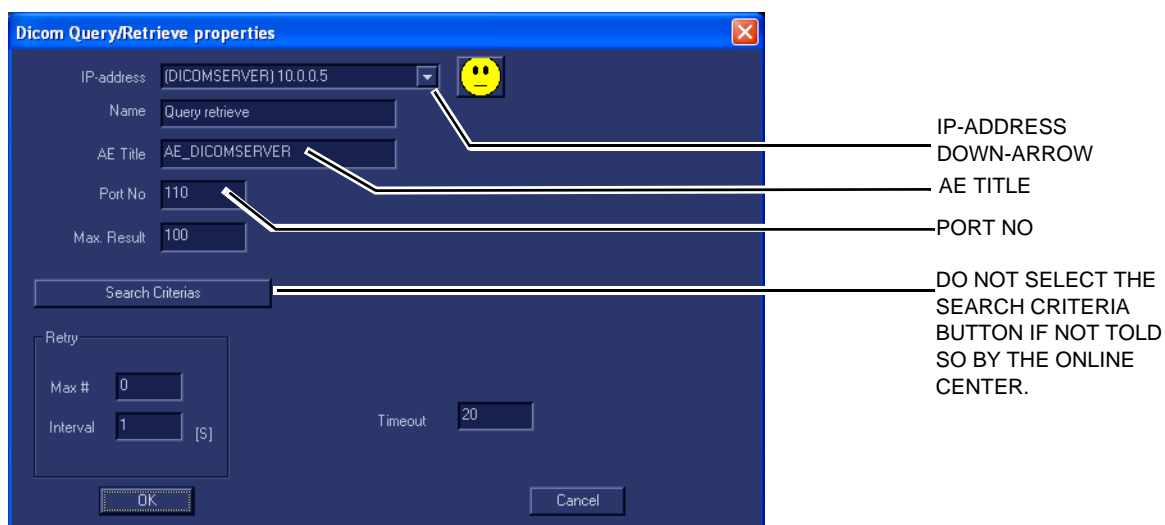 Dicom Query/Retrieve properties
IP-address (DICOMSERVER) 10.0.0.5
Name Query retrieve
AE Title AE_DICOMSERVER
Port No 110
Max. Result 100
Search Criterias
Retry
Max # 0
Interval 1 [S]
Timeout 20
OK
Cancel
IP-ADDRESS
DOWN-ARROW
AE TITLE
PORT NO
DO NOT SELECT THE
SEARCH CRITERIA
BUTTON IF NOT TOLD
SO BY THE ONLINE
CENTER.